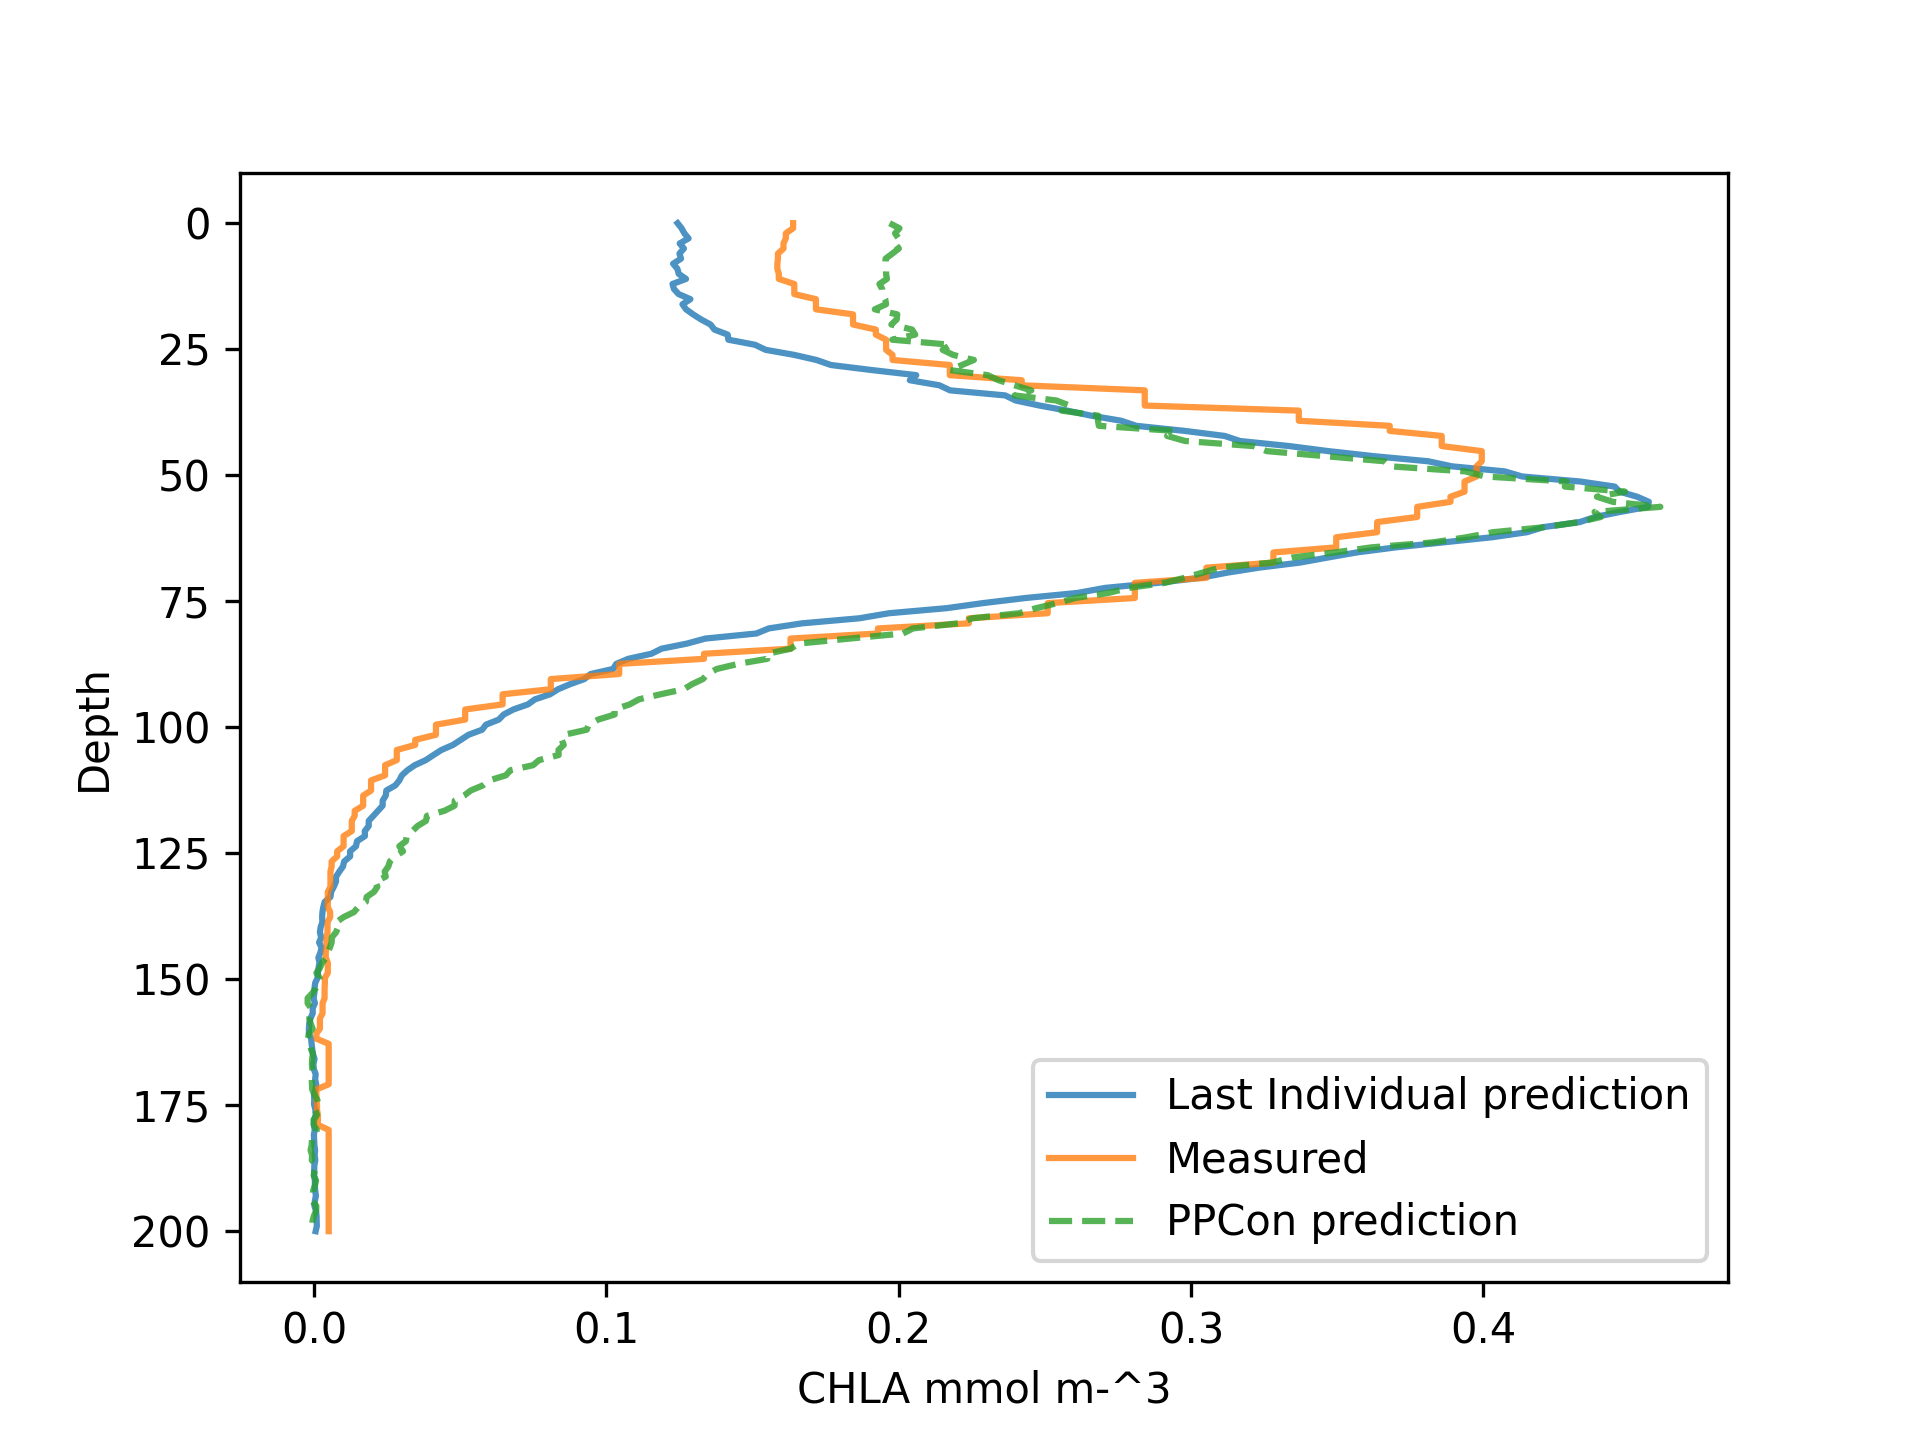 0
25
50
75
100
125
150
175
200
Depth
0.0 0.1 0.2 0.3 0.4
CHLA mmol m-^3
Last Individual prediction
Measured
PPCon prediction